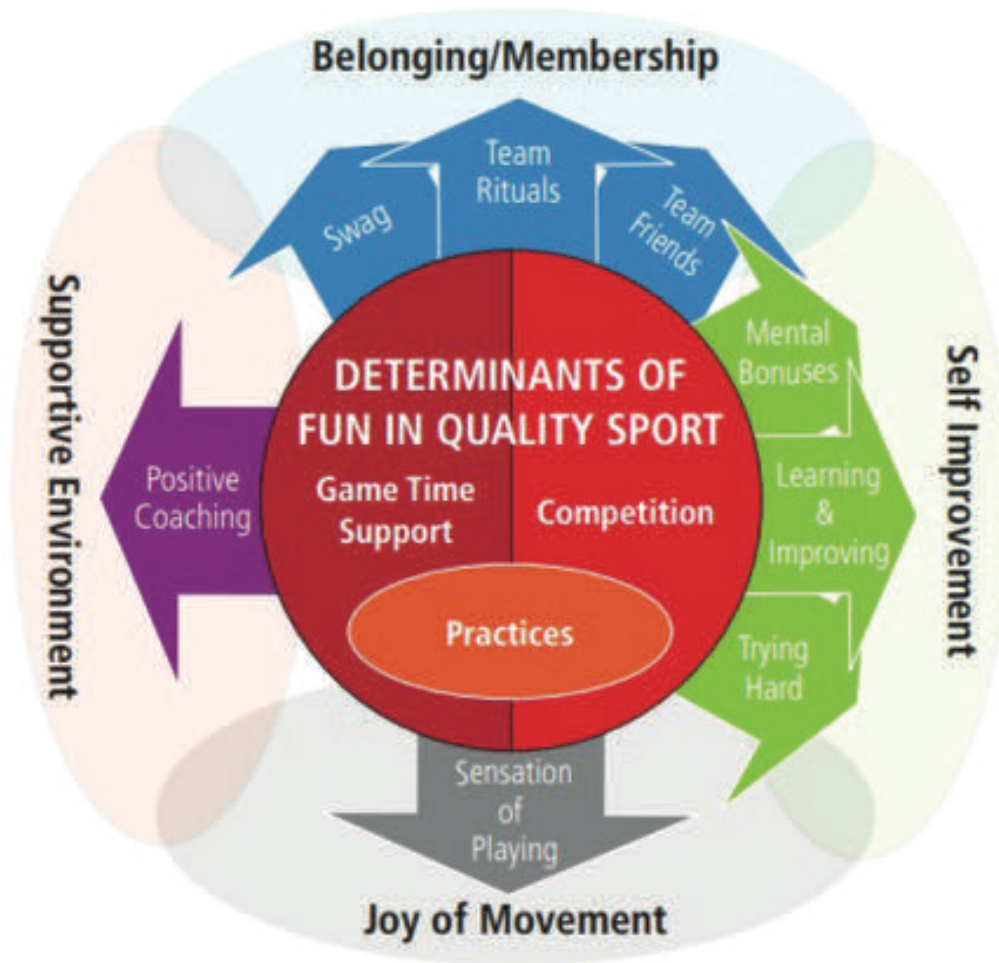 Belonging/Membership
Team
Rituals
Swag
Team
Friends
Supportive Environment
Positive
Coaching
DETERMINANTS OF
FUN IN QUALITY SPORT
Game Time
Support
Competition
Practices
Mental
Bonuses
Learning
&
Improving
Trying
Hard
Self Improvement
Sensation
of
Playing
Joy of Movement